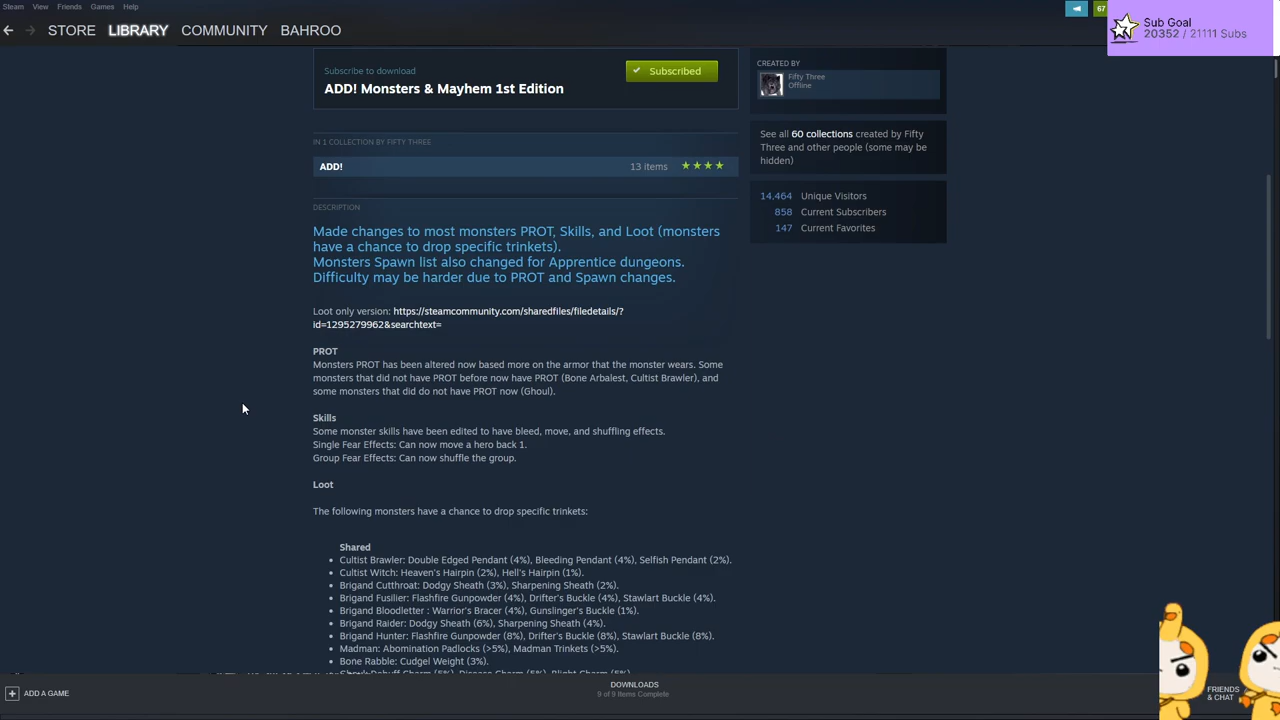 Steam View Friends Games Help
STORE LIBRARY COMMUNITY BAHROO
67
Sub Goal
20352 / 21111 Subs
Subscribe to download
ADD! Monsters & Mayhem 1st Edition
Subscribed
IN 1 COLLECTION BY FIFTY THREE
ADD! 13 items
DESCRIPTION
Made changes to most monsters PROT, Skills, and Loot (monsters
have a chance to drop specific trinkets).
Monsters Spawn list also changed for Apprentice dungeons.
Difficulty may be harder due to PROT and Spawn changes.
Loot only version: https://steamcommunity.com/sharedfiles/filedetails/?
id=1295279962&searchtext=
PROT
Monsters PROT has been altered now based more on the armor that the monster wears. Some
monsters that did not have PROT before now have PROT (Bone Arbalest, Cultist Brawler), and
some monsters that did do not have PROT now (Ghoul).
Skills
Some monster skills have been edited to have bleed, move, and shuffling effects.
Single Fear Effects: Can now move a hero back 1.
Group Fear Effects: Can now shuffle the group.
Loot
The following monsters have a chance to drop specific trinkets:
Shared
Cultist Brawler: Double Edged Pendant (4%), Bleeding Pendant (4%), Selfish Pendant (2%).
Cultist Witch: Heaven's Hairpin (2%), Hell's Hairpin (1%).
Brigand Cutthroat: Dodgy Sheath (3%), Sharpening Sheath (2%).
Brigand Fusilier: Flashfire Gunpowder (4%), Drifter's Buckle (4%), Stawlart Buckle (4%).
Brigand Bloodletter : Warrior's Bracer (4%), Gunslinger's Buckle (1%).
Brigand Raider: Dodgy Sheath (6%), Sharpening Sheath (4%).
Brigand Hunter: Flashfire Gunpowder (8%), Drifter's Buckle (8%), Stawlart Buckle (8%).
Madman: Abomination Padlocks (>5%), Madman Trinkets (>5%).
Bone Rabble: Cudgel Weight (3%).
CREATED BY
Fifty Three
Offline
See all 60 collections created by Fifty
Three and other people (some may be
hidden)
14,464 Unique Visitors
858 Current Subscribers
147 Current Favorites
ADD A GAME
DOWNLOADS
9 of 9 Items Complete
FRIENDS
& CHAT